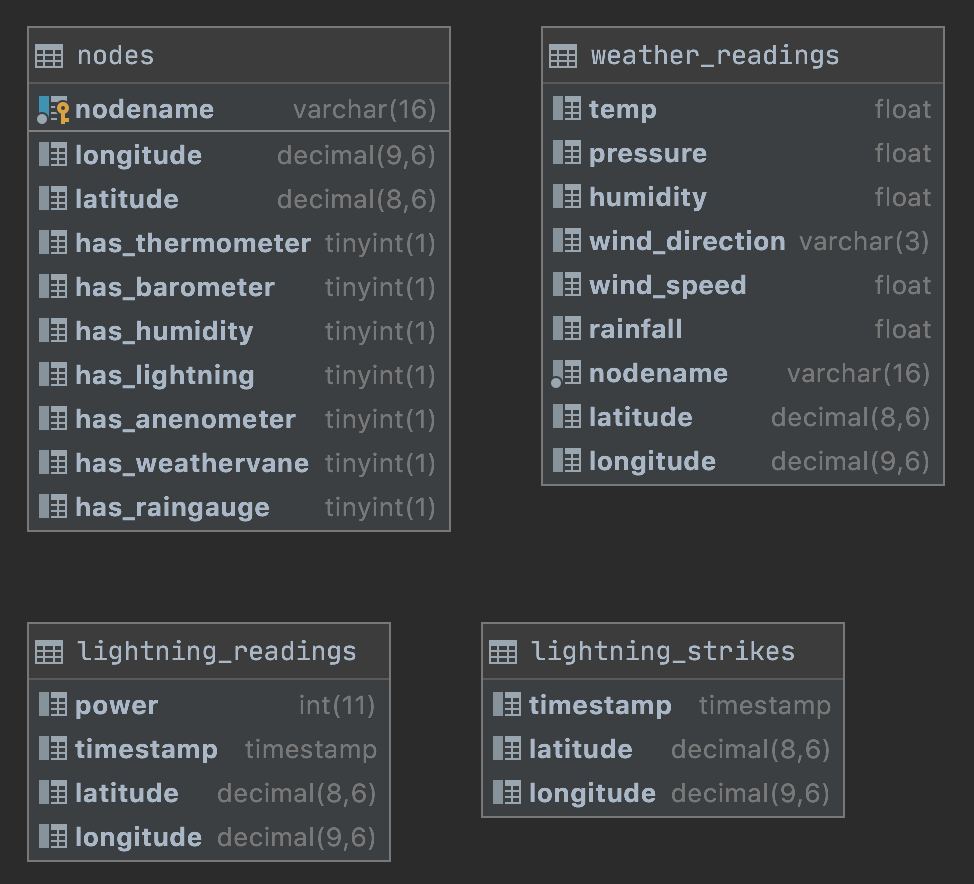 nodes
nodename varchar(16)
longitude decimal(9,6)
latitude decimal(8,6)
has_thermometer tinyint(1)
has_barometer tinyint(1)
has_humidity tinyint(1)
has_lightning tinyint(1)
has_anenometer tinyint(1)
has_weathervane tinyint(1)
has_raingauge tinyint(1)
weather_readings
temp float
pressure float
humidity float
wind_direction varchar(3)
wind_speed float
rainfall float
nodename varchar(16)
latitude decimal(8,6)
longitude decimal(9,6)
lightning_readings
power int(11)
timestamp timestamp
latitude decimal(8,6)
longitude decimal(9,6)
lightning_strikes
timestamp timestamp
latitude decimal(8,6)
longitude decimal(9,6)